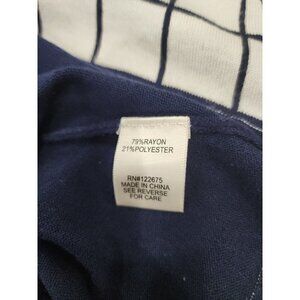 79%RAYON
21%POLYESTER
RN#122675
MADE IN CHINA
SEE REVERSE
FOR CARE